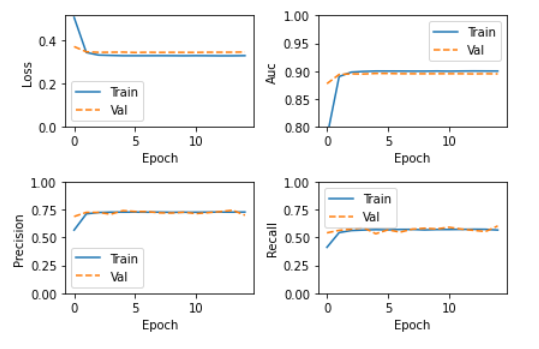 0.4
0.2
0.0
Loss
Train
Val
0
5
10
Epoch
1.00
0.95
0.90
0.85
0.80
Auc
Train
Val
0
5
10
Epoch
1.00
0.75
0.50
0.25
0.00
Precision
Train
Val
0
5
10
Epoch
1.00
0.75
0.50
0.25
0.00
Recall
Train
Val
0
5
10
Epoch